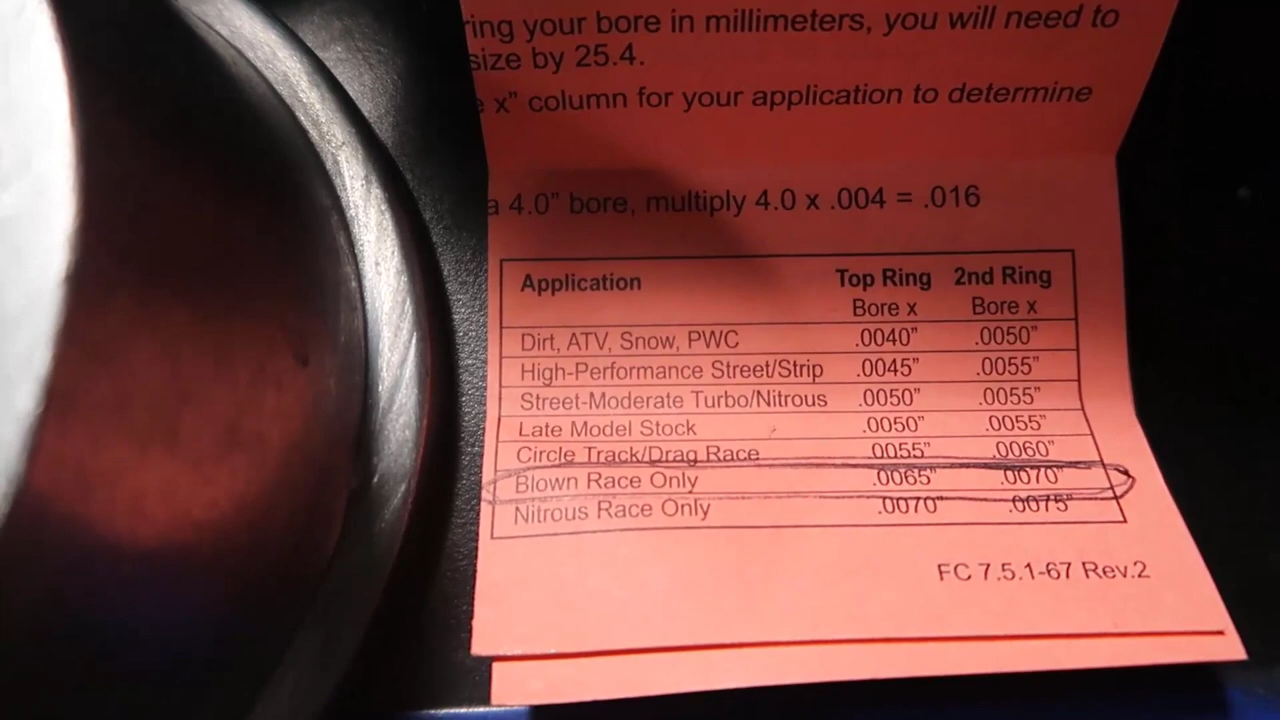 ring your bore in millimeters, you will need to
size by 25.4.
x" column for your application to determine
a 4.0" bore, multiply 4.0 x .004 = .016
Application Top Ring 2nd Ring
Bore x Bore x
Dirt, ATV, Snow, PWC .0040" .0050"
High-Performance Street/Strip .0045" .0055"
Street-Moderate Turbo/Nitrous .0050" .0055"
Late Model Stock .0050" .0055"
Circle Track/Drag Race .0055" .0060"
Blown Race Only .0065" .0070"
Nitrous Race Only .0070" .0075"
FC 7.5.1-67 Rev.2